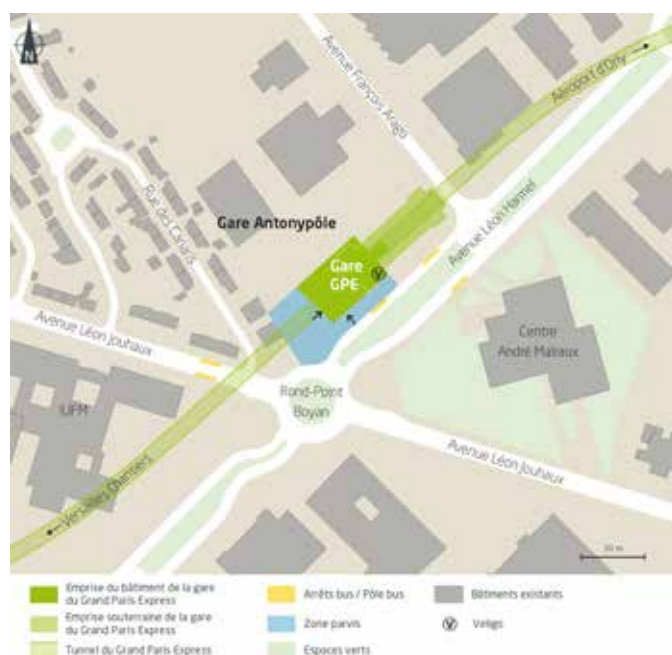 N
Avenue François Arago
Aéroport d'Orly
Rue des Canaris
Gare Antonypôle
Avenue Léon Harmel
Gare
GPE
Avenue Léon Jouhaux
Centre
André Malraux
IUFM
Rond-Point
Boyan
Avenue Léon Jouhaux
Versailles Chantiers
50 m
Emprise du bâtiment de la gare
du Grand Paris Express
Arrêts bus / Pôle bus
Bâtiments existants
Emprise souterraine de la gare
du Grand Paris Express
Zone parvis
Veligo
Tunnel du Grand Paris Express
Espaces verts